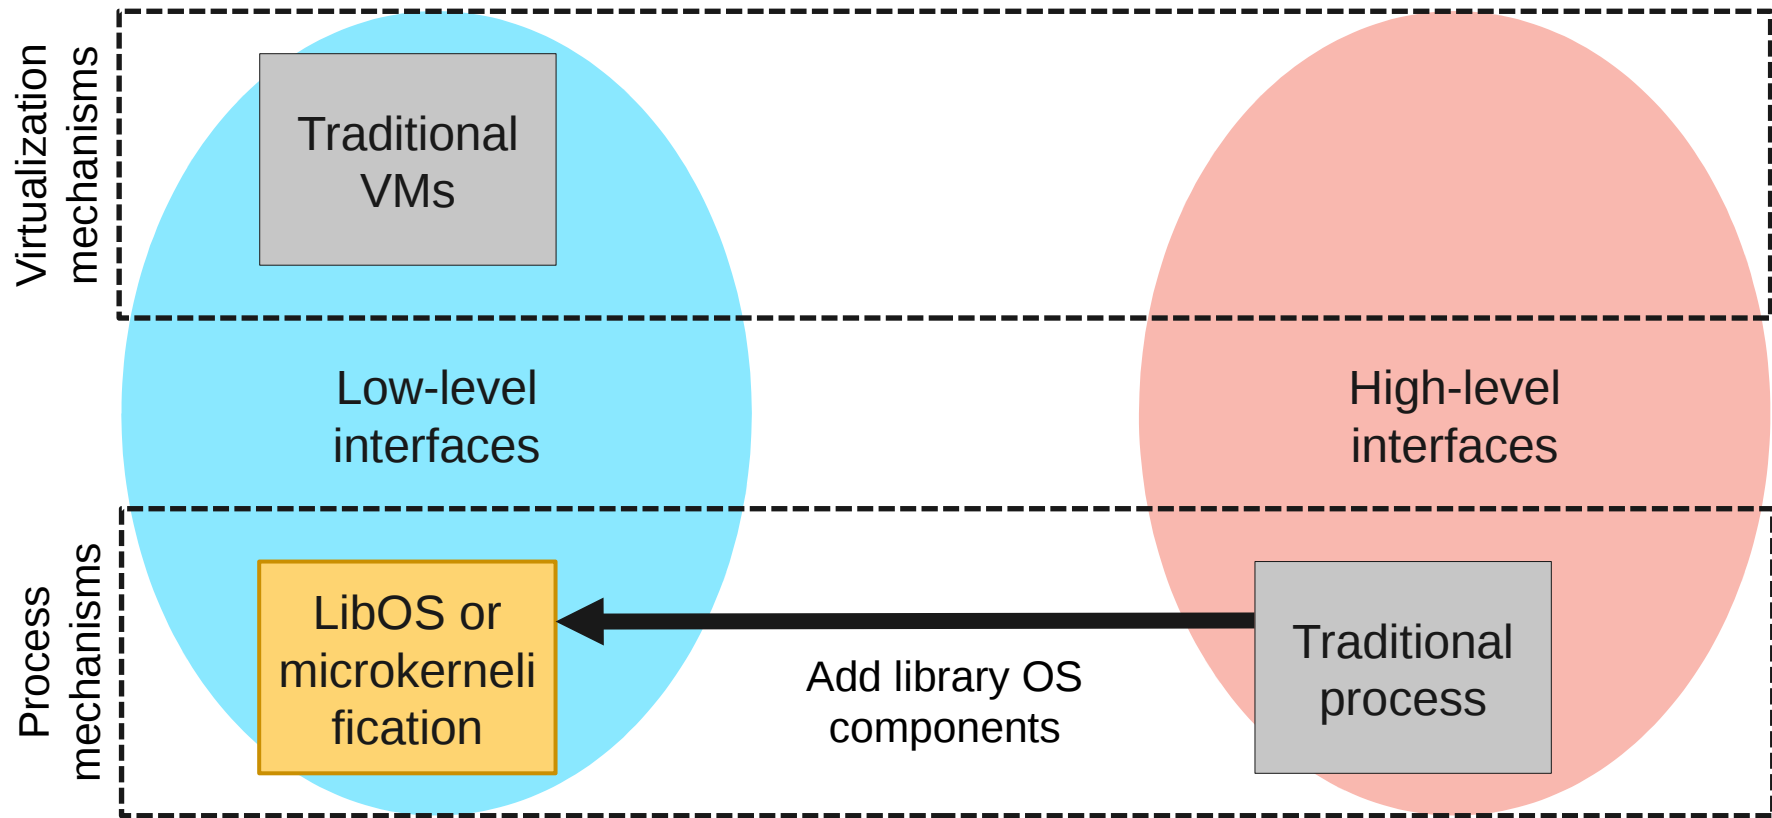 Virtualization
mechanisms
Traditional
VMs
Low-level
interfaces
High-level
interfaces
Process
mechanisms
LibOS or
microkerneli
fication
Add library OS
components
Traditional
process